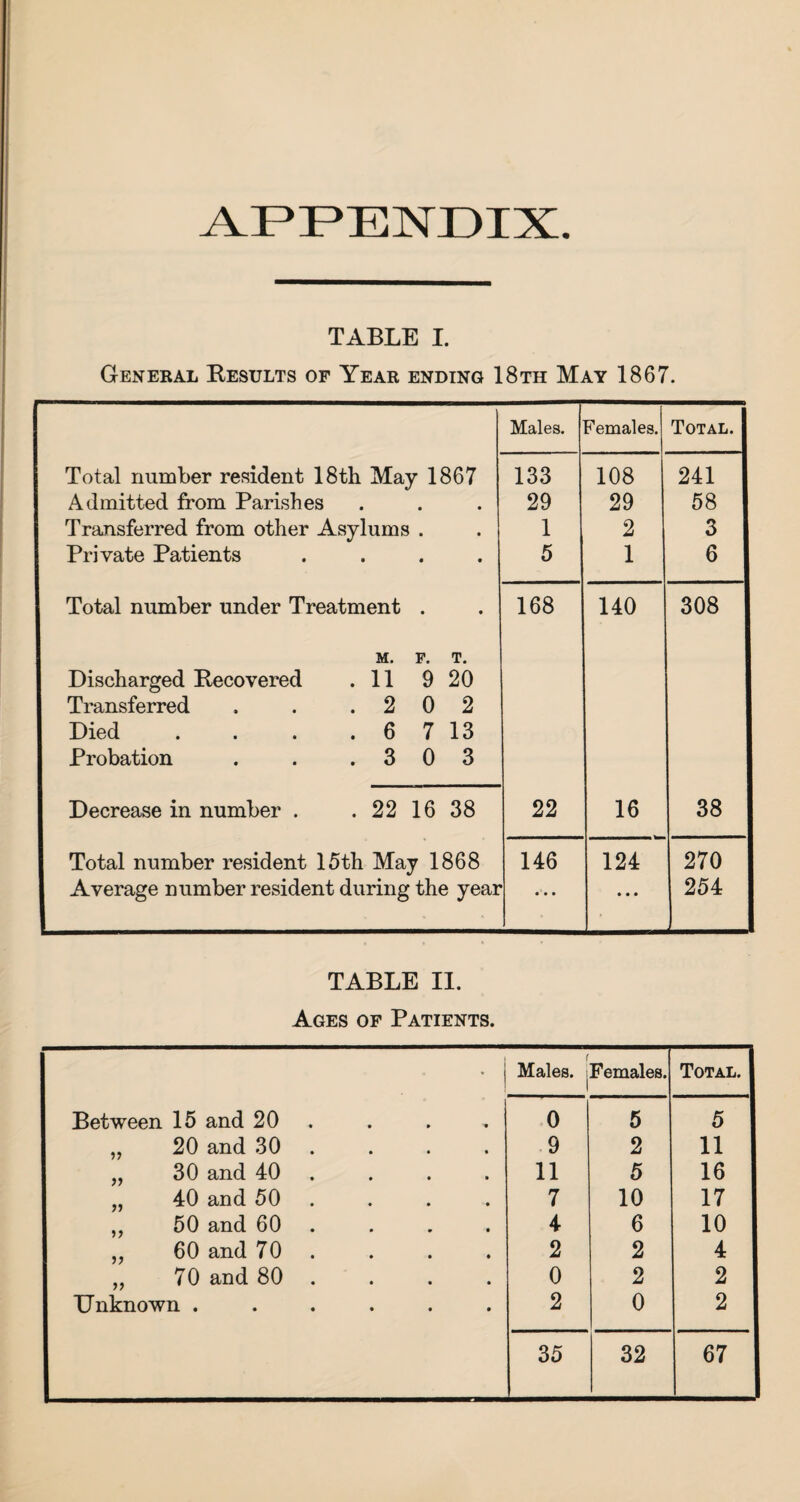 APPENDIX.
TABLE I.
General Results of Year ending 18th May 1867.
Males. Females. Total.
Total number resident 18th May 1867 133 108 241
Admitted from Parishes . . . 29 29 58
Transferred from other Asylums . . 1 2 3
Private Patients . . . . 5 1 6
Total number under Treatment . . 168 140 308
M. F. T.
Discharged Recovered . 11 9 20
Transferred . . . 2 0 2
Died . . . . 6 7 13
Probation . . . 3 0 3
Decrease in number . . 22 16 38 22 16 38
Total number resident 15th May 1868 146 124 270
Average number resident during the year ... ... 254
TABLE II.
Ages of Patients.
Males. Females. Total.
Between 15 and 20 . . . . 0 5 5
„ 20 and 30 . . . . 9 2 11
„ 30 and 40 . . . . 11 5 16
„ 40 and 50 . . . . 7 10 17
„ 50 and 60 . . . . 4 6 10
„ 60 and 70 . . . . 2 2 4
„ 70 and 80 . . . . 0 2 2
Unknown . . . . . . 2 0 2
35 32 67